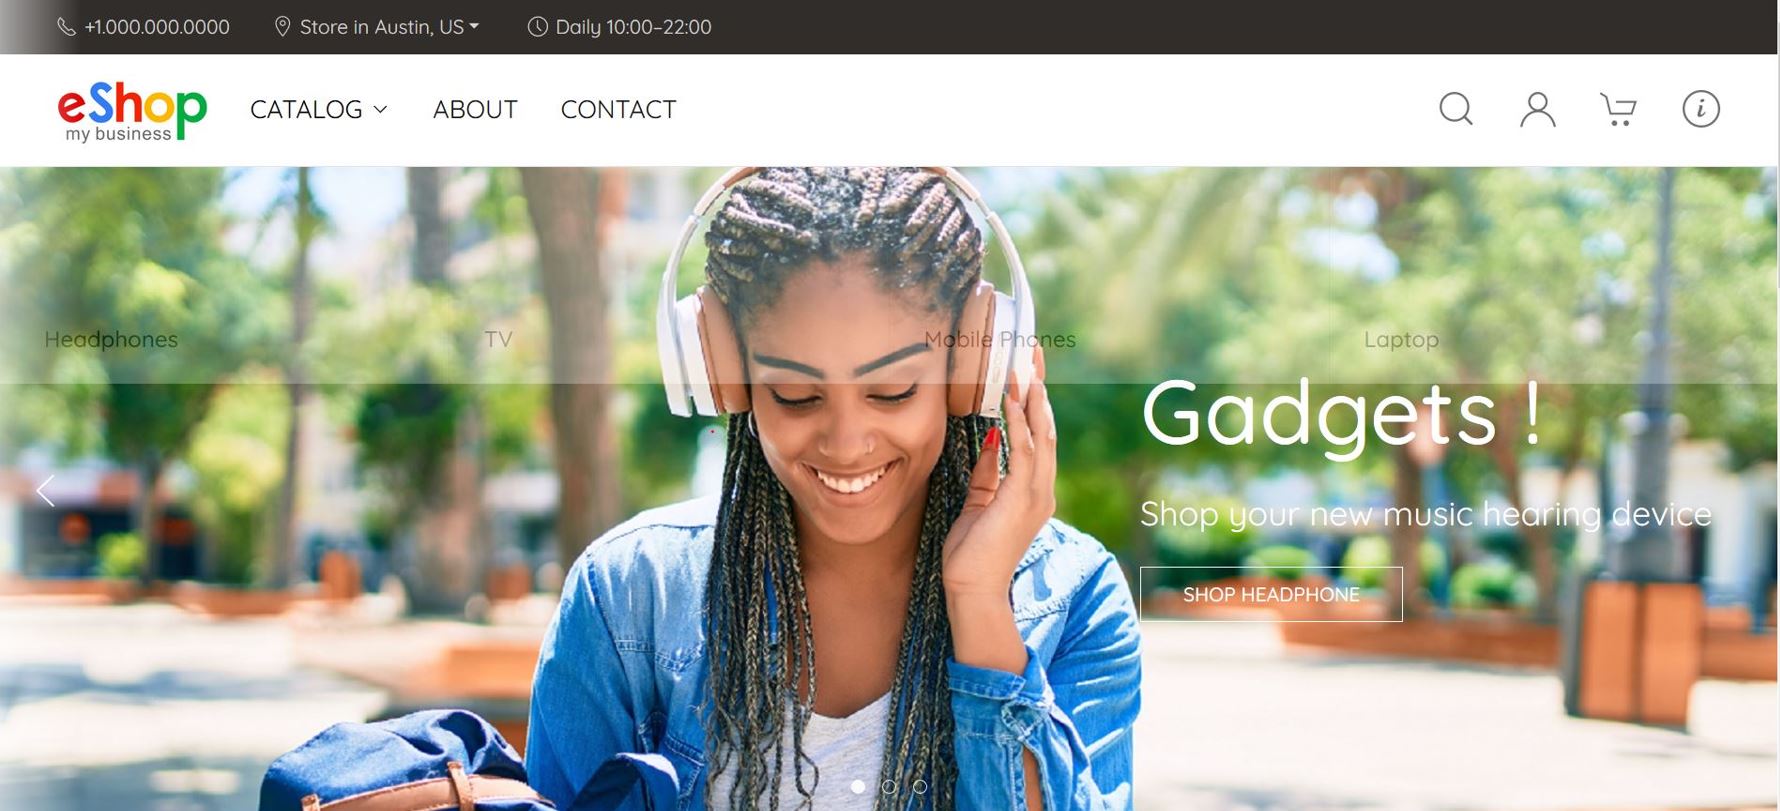 +1.000.000.0000 Store in Austin, US Daily 10:00–22:00
eShop
my business
CATALOG ABOUT CONTACT
Headphones TV Mobile Phones Laptop
Gadgets !
Shop your new music hearing device
SHOP HEADPHONE